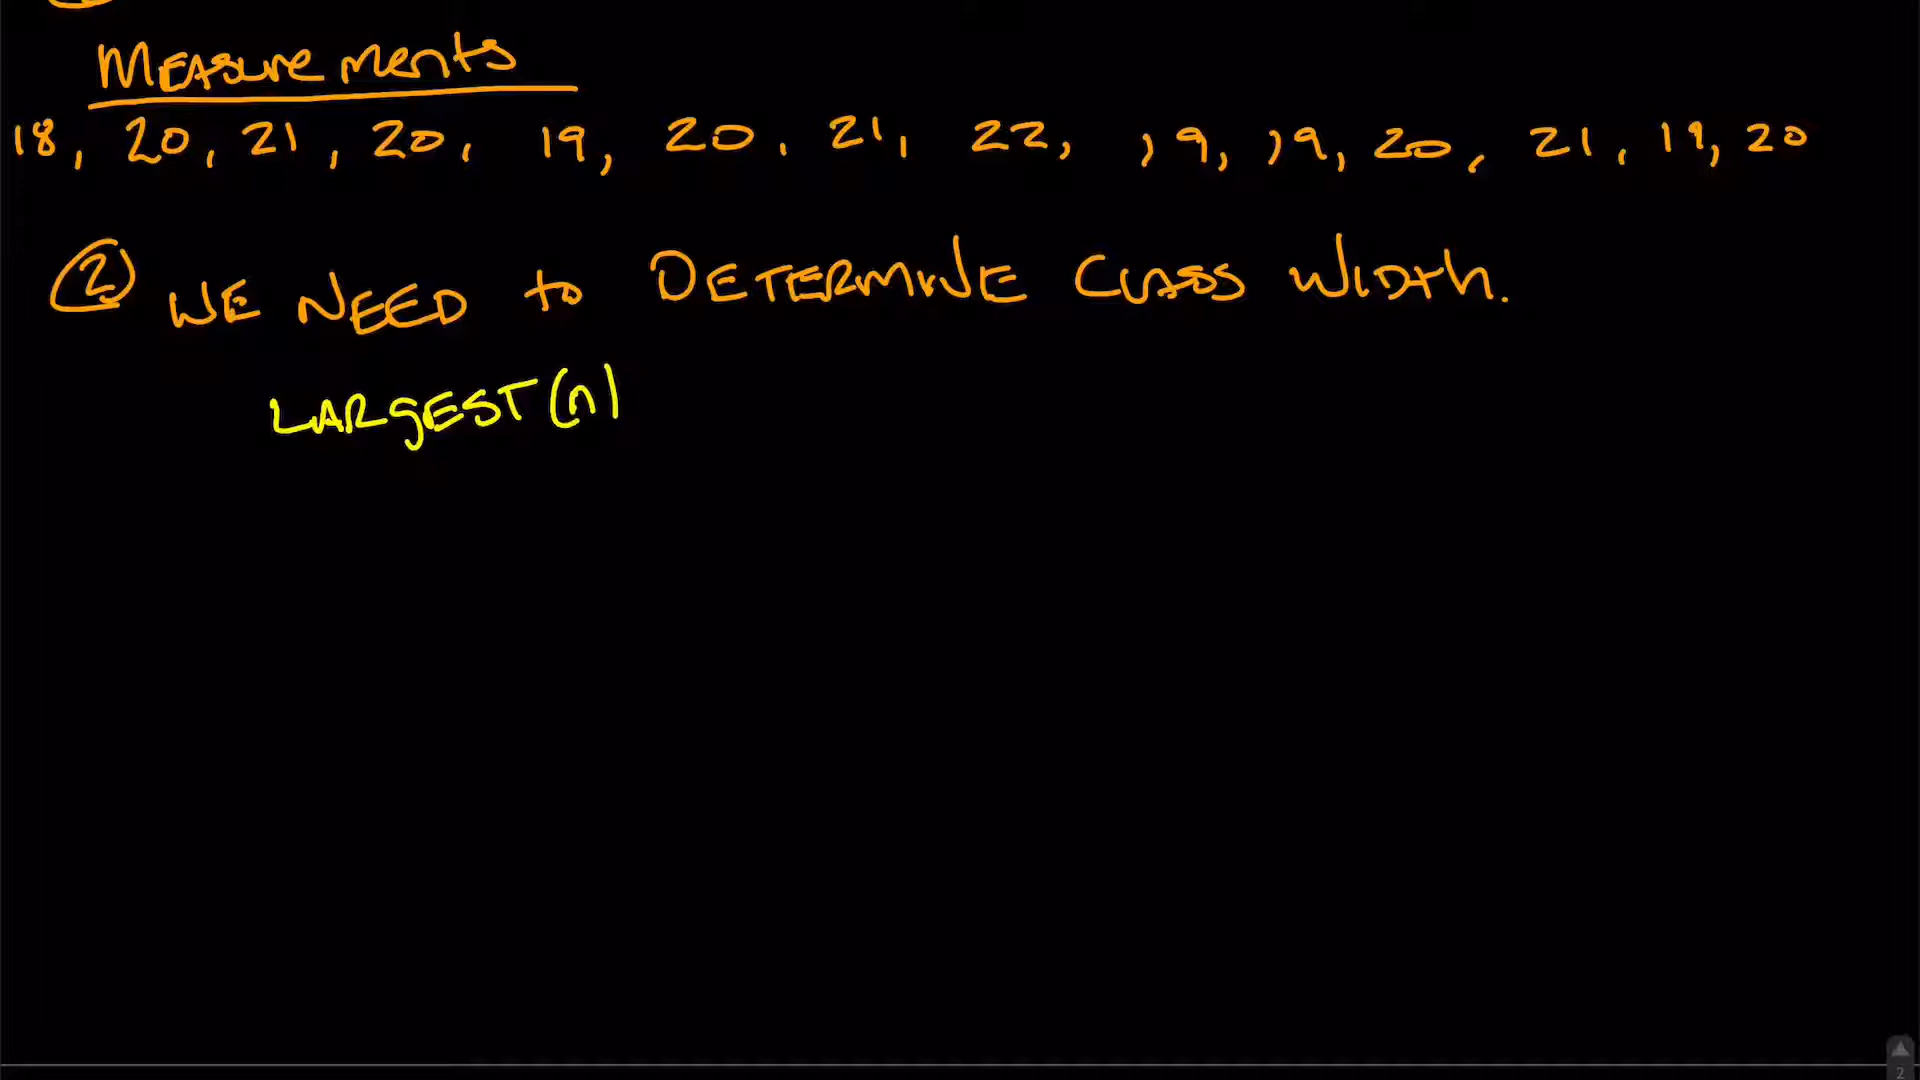 Measurements
18, 20, 21, 20, 19, 20, 21, 22, 19, 19, 20, 21, 19, 20
② WE NEED to DETERMINE CLASS WIDTH.
LARGEST (n)
2